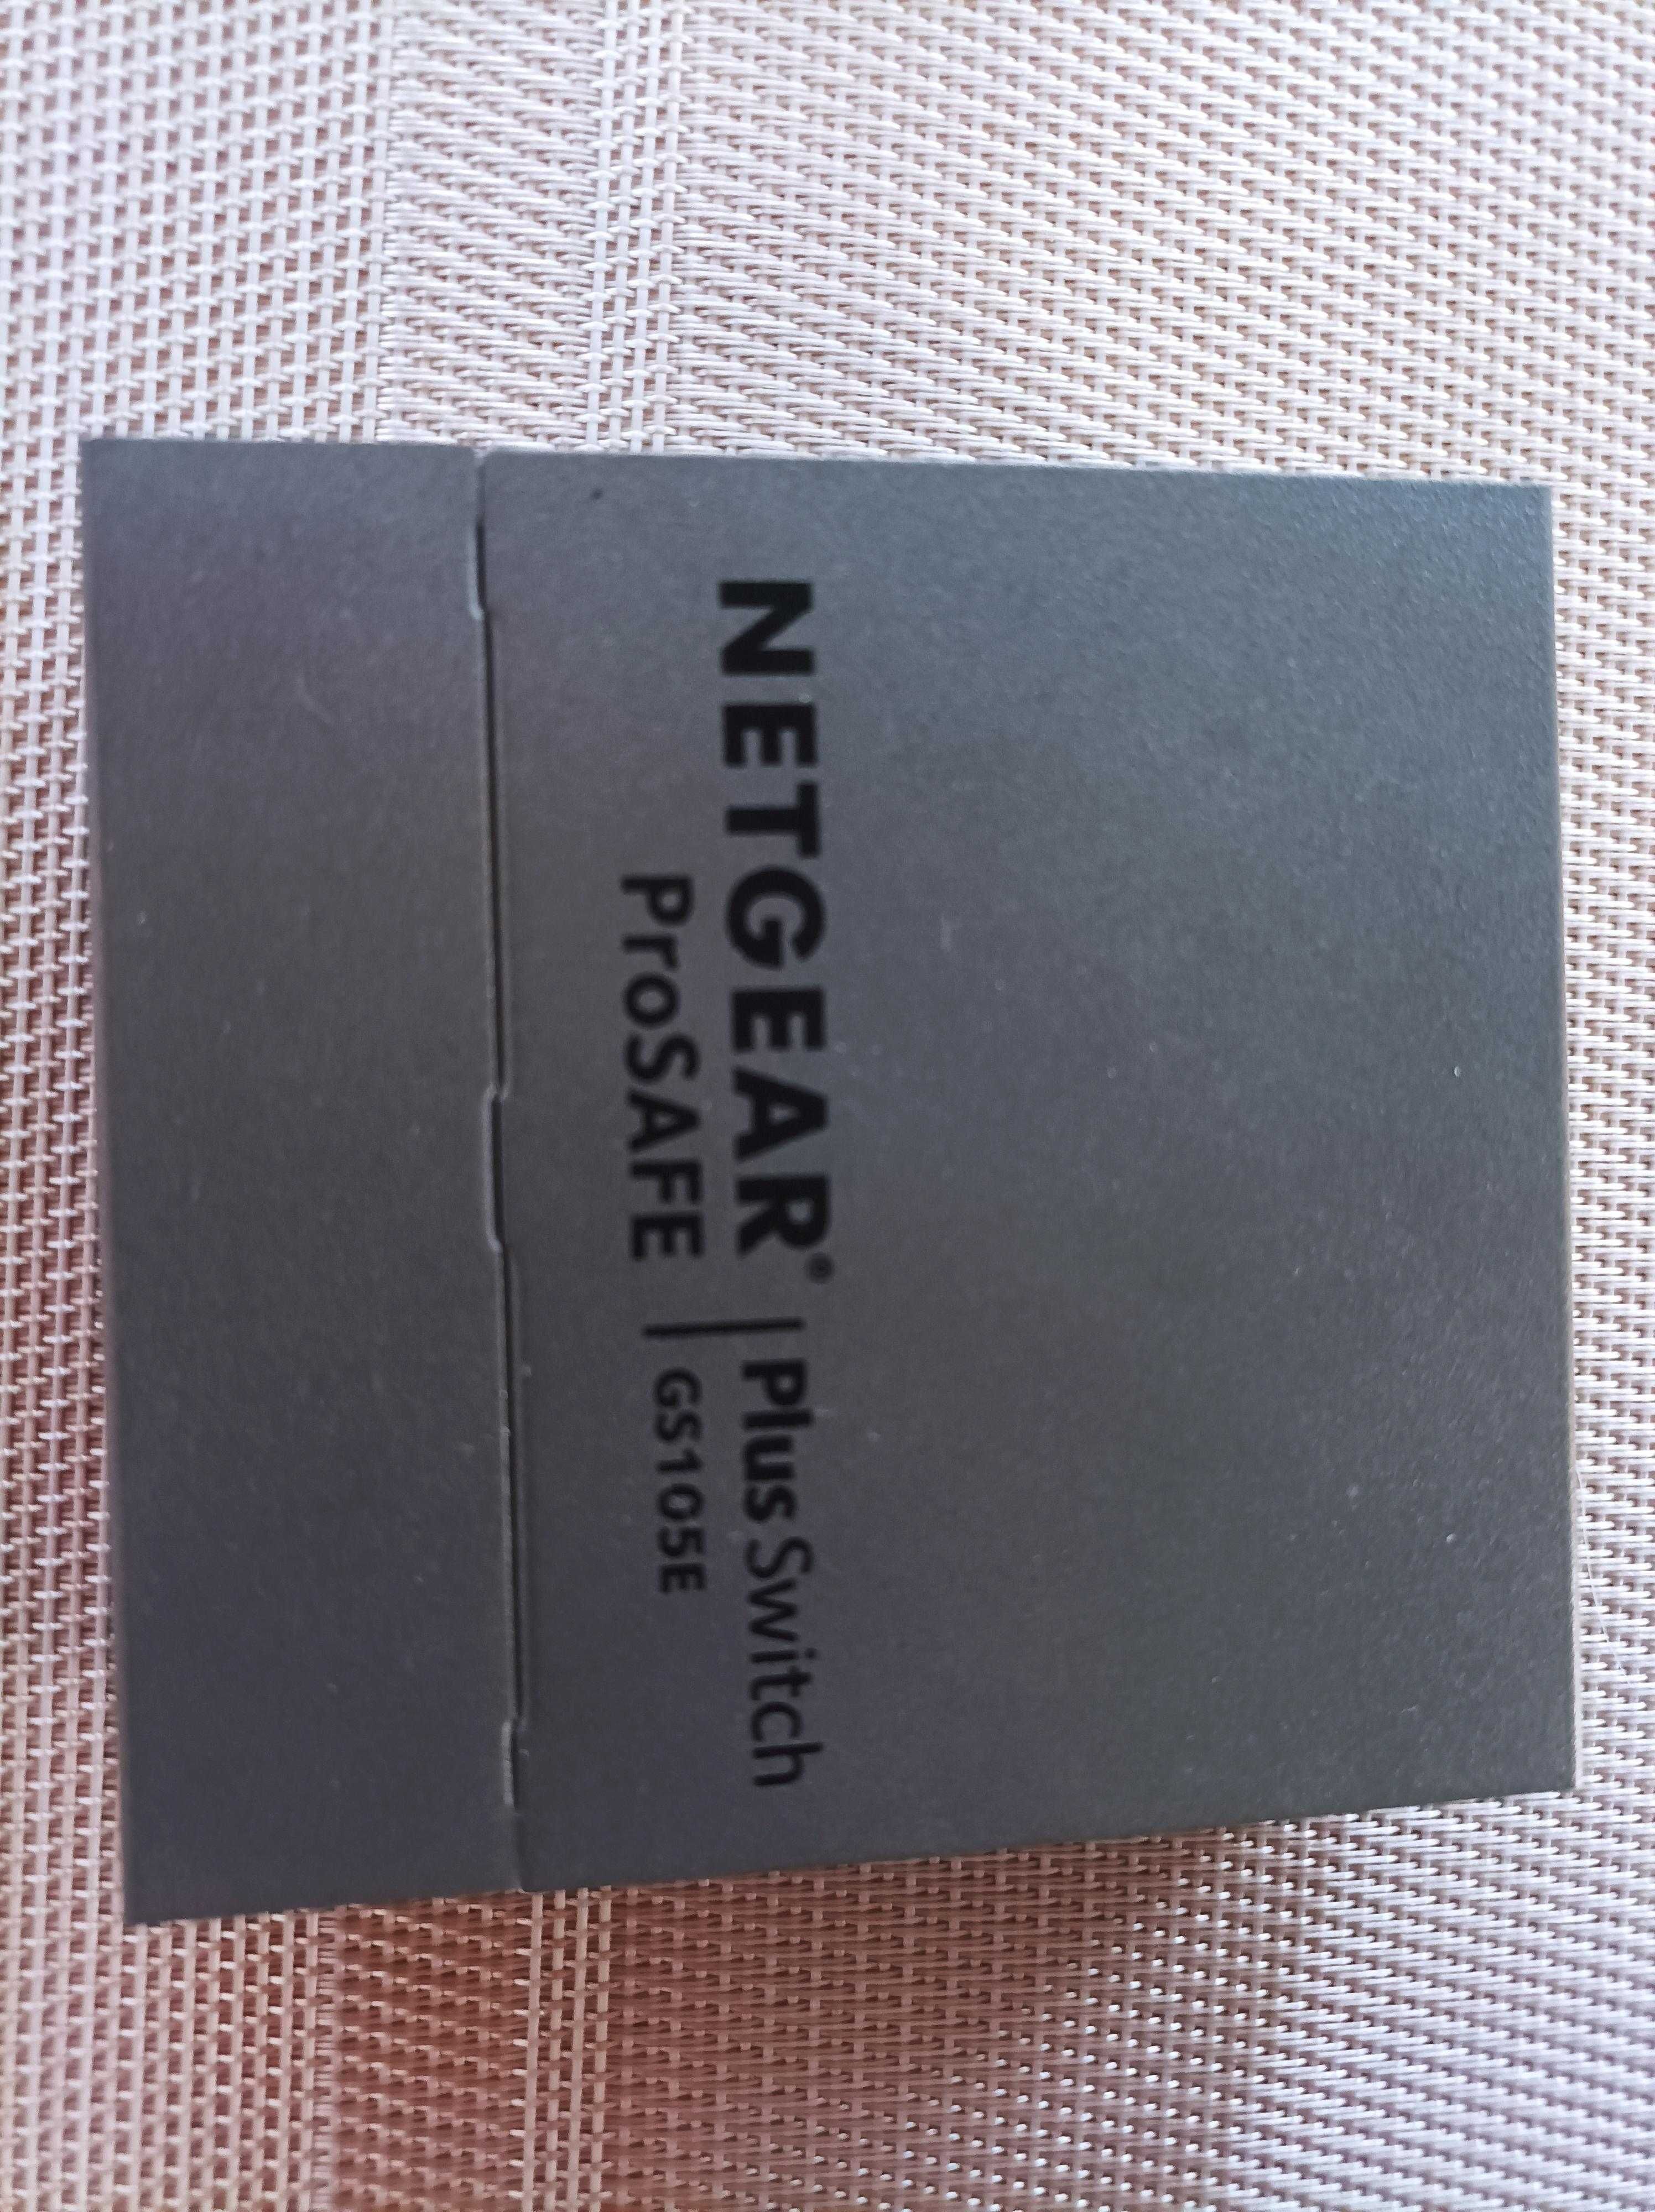 NETGEAR® | Plus Switch
ProSAFE | GS105E